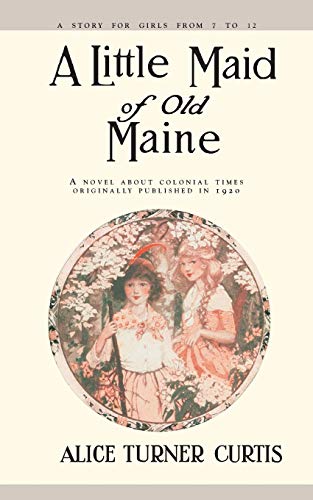 A STORY FOR GIRLS FROM 7 TO 12
A Little Maid
of Old
Maine
A NOVEL ABOUT COLONIAL TIMES
ORIGINALLY PUBLISHED IN 1920
ALICE TURNER CURTIS